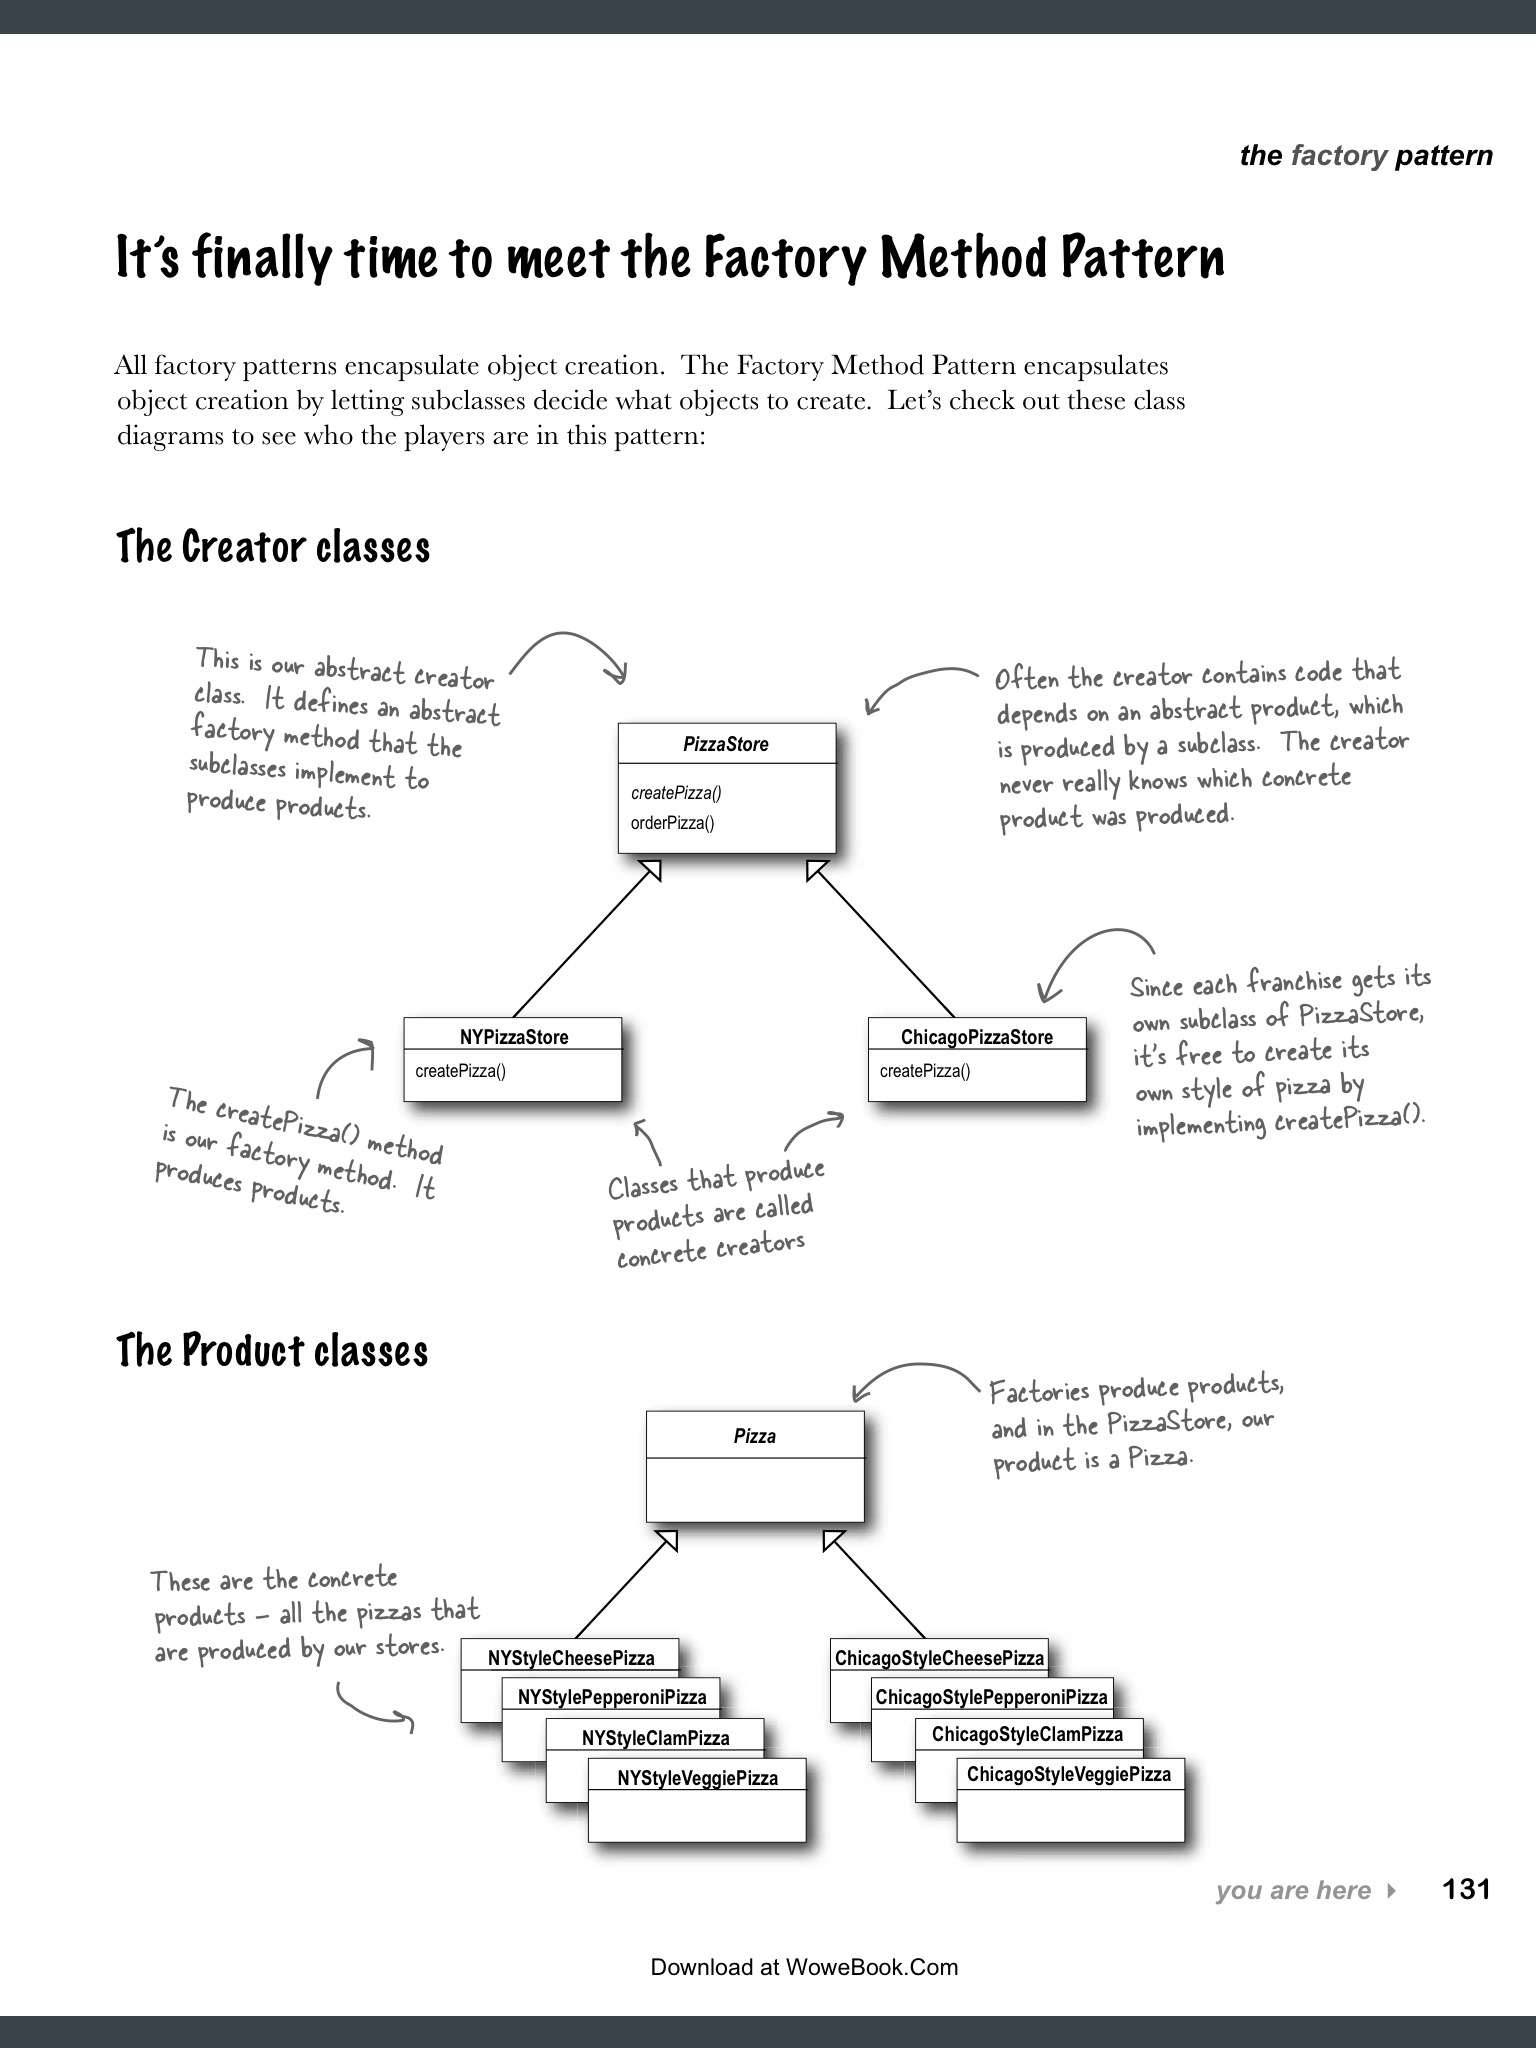 the factory pattern
It's finally time to meet the Factory Method Pattern
All factory patterns encapsulate object creation.  The Factory Method Pattern encapsulates
object creation by letting subclasses decide what objects to create.  Let's check out these class
diagrams to see who the players are in this pattern:
The Creator classes
This is our abstract creator
class.  It defines an abstract
factory method that the
subclasses implement to
produce products.
Often the creator contains code that
depends on an abstract product, which
is produced by a subclass.  The creator
never really knows which concrete
product was produced.
PizzaStore
createPizza()
orderPizza()
Since each franchise gets its
own subclass of PizzaStore,
it's free to create its
own style of pizza by
implementing createPizza().
NYPizzaStore
createPizza()
ChicagoPizzaStore
createPizza()
The createPizza() method
is our factory method.  It
produces products.
Classes that produce
products are called
concrete creators
The Product classes
Factories produce products,
and in the PizzaStore, our
product is a Pizza.
Pizza
These are the concrete
products – all the pizzas that
are produced by our stores.
NYStyleCheesePizza
NYStylePepperoniPizza
NYStyleClamPizza
NYStyleVeggiePizza
ChicagoStyleCheesePizza
ChicagoStylePepperoniPizza
ChicagoStyleClamPizza
ChicagoStyleVeggiePizza
you are here 131
Download at WoweBook.Com